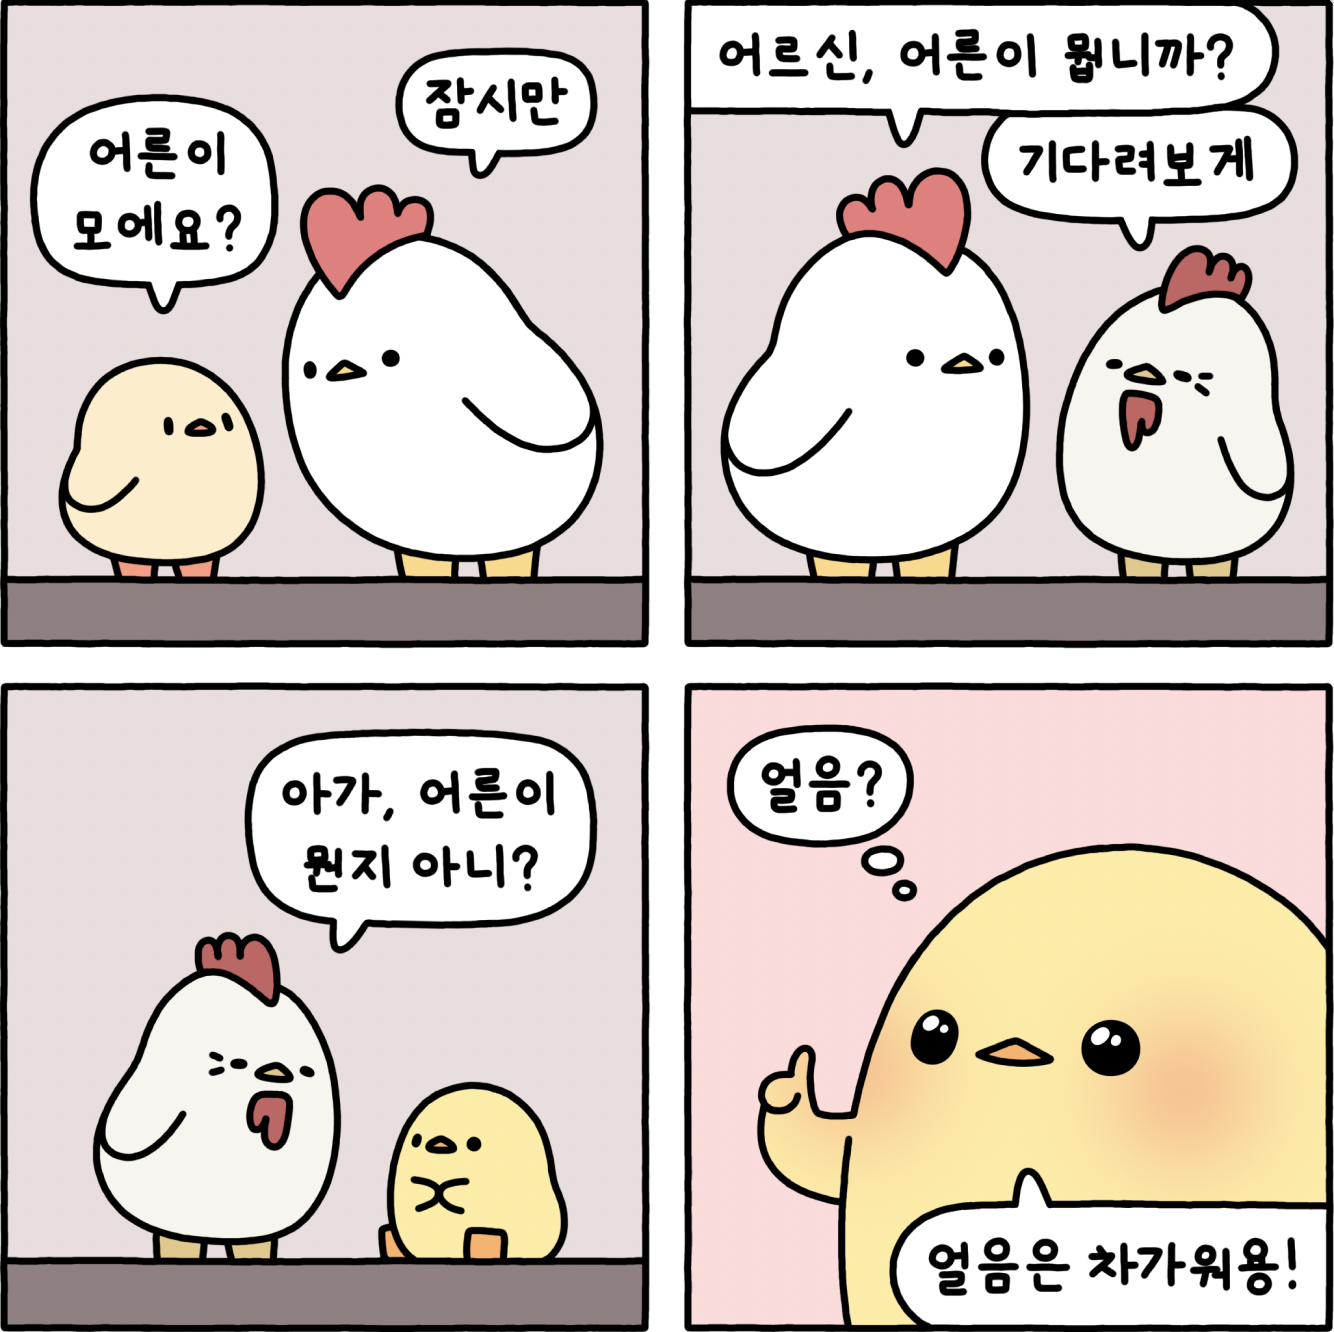 어른이
모에요?
잠시만
어르신, 어른이 뭡니까?
기다려보게
아가, 어른이
뭔지 아니?
얼음?
얼음은 차가워용!